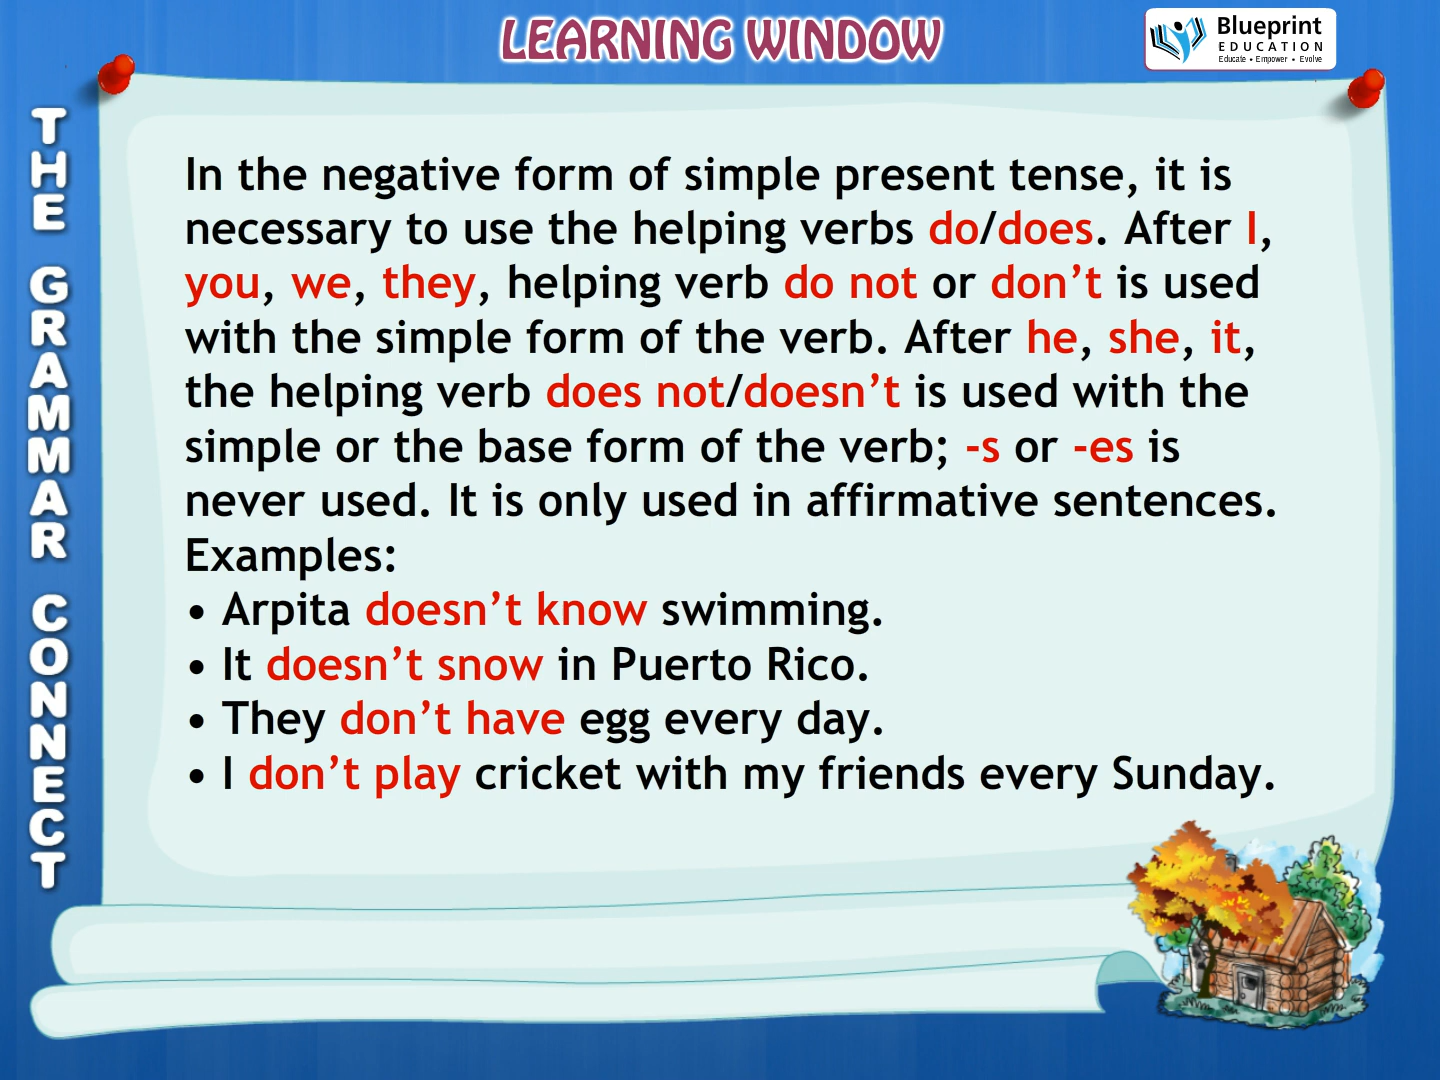 LEARNING WINDOW
Blueprint
EDUCATION
Educate • Empower • Evolve
THE GRAMMAR CONNECT
In the negative form of simple present tense, it is
necessary to use the helping verbs do/does. After I,
you, we, they, helping verb do not or don’t is used
with the simple form of the verb. After he, she, it,
the helping verb does not/doesn’t is used with the
simple or the base form of the verb; -s or -es is
never used. It is only used in affirmative sentences.
Examples:
• Arpita doesn’t know swimming.
• It doesn’t snow in Puerto Rico.
• They don’t have egg every day.
• I don’t play cricket with my friends every Sunday.